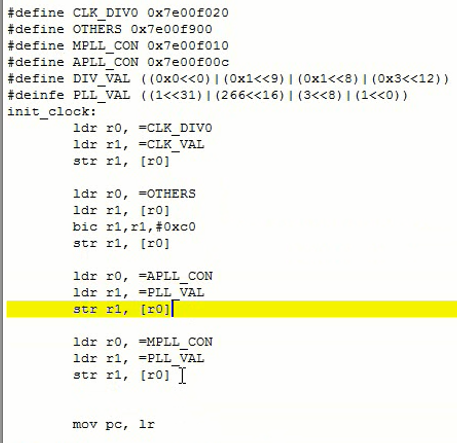 #define CLK_DIV0 0x7e00f020
#define OTHERS 0x7e00f900
#define MPLL_CON 0x7e00f010
#define APLL_CON 0x7e00f00c
#define DIV_VAL ((0x0<<0)|(0x1<<9)|(0x1<<8)|(0x3<<12))
#deinfe PLL_VAL ((1<<31)|(266<<16)|(3<<8)|(1<<0))
init_clock:
ldr r0, =CLK_DIV0
ldr r1, =CLK_VAL
str r1, [r0]
ldr r0, =OTHERS
ldr r1, [r0]
bic r1,r1,#0xc0
str r1, [r0]
ldr r0, =APLL_CON
ldr r1, =PLL_VAL
str r1, [r0]
ldr r0, =MPLL_CON
ldr r1, =PLL_VAL
str r1, [r0]
mov pc, lr